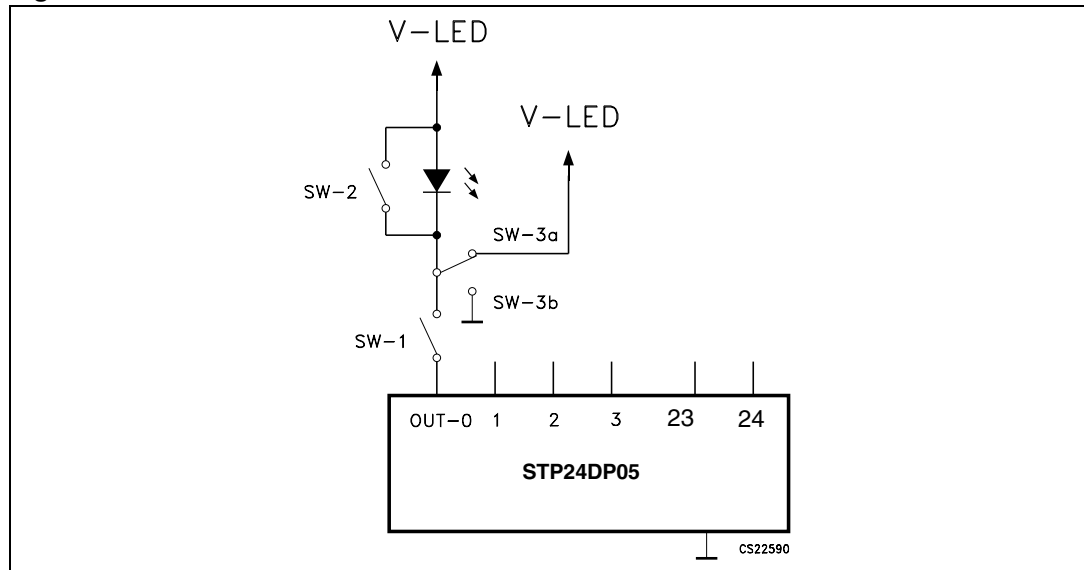 V-LED
V-LED
SW-2
SW-3a
SW-3b
SW-1
OUT-0 1 2 3 23 24
STP24DP05
CS22590